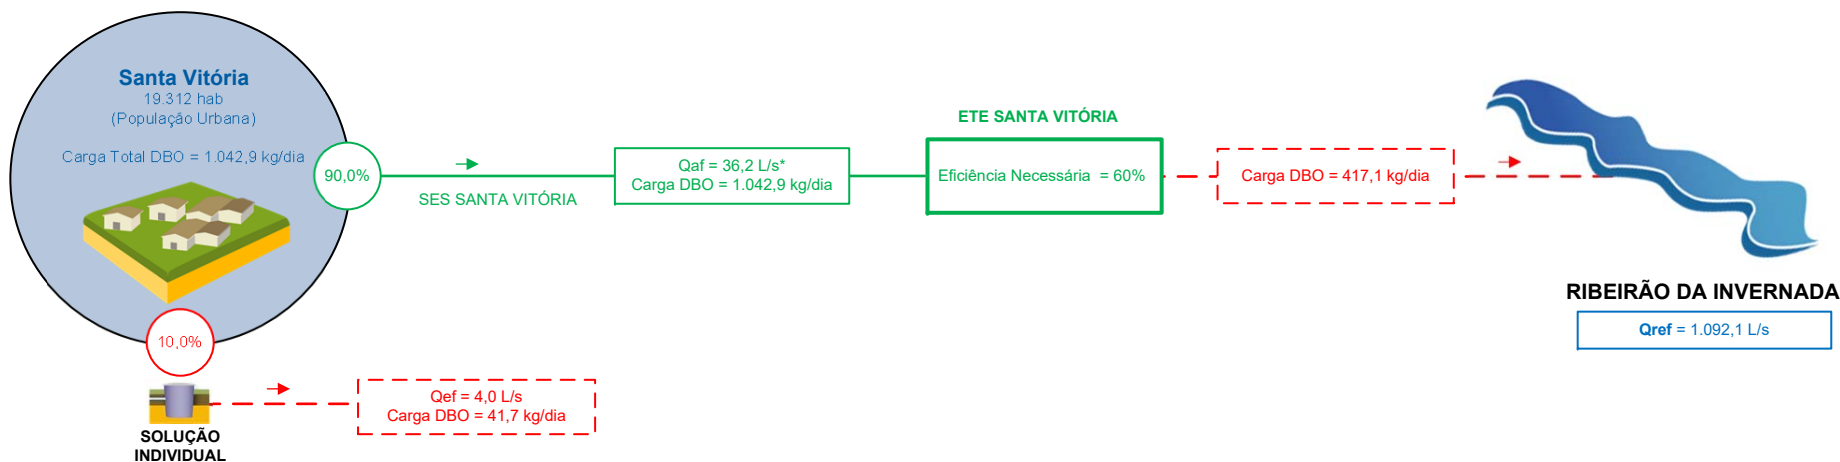 Santa Vitória
19.312 hab
(População Urbana)
Carga Total DBO = 1.042,9 kg/dia
90,0%
SES SANTA VITÓRIA
Qaf = 36,2 L/s*
Carga DBO = 1.042,9 kg/dia
ETE SANTA VITÓRIA
Eficiência Necessária = 60%
Carga DBO = 417,1 kg/dia
RIBEIRÃO DA INVERNADA
Qref = 1.092,1 L/s
10,0%
Qef = 4,0 L/s
Carga DBO = 41,7 kg/dia
SOLUÇÃO
INDIVIDUAL